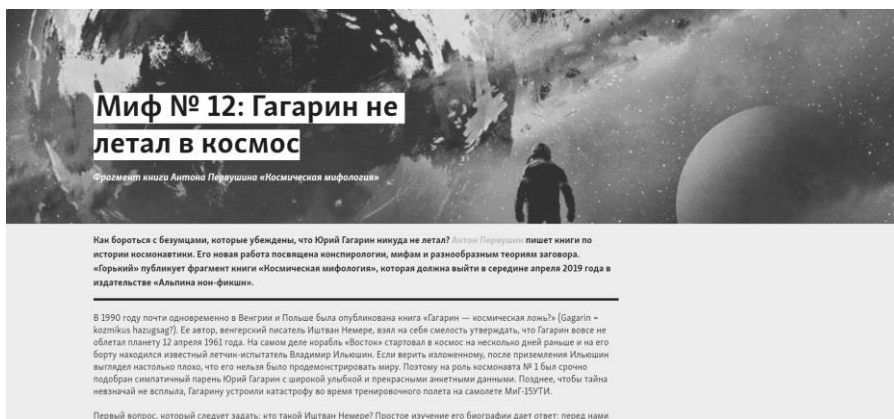 Миф № 12: Гагарин не
летал в космос
Фрагмент книги Антона Первушина «Космическая мифология»
Как бороться с безумцами, которые убеждены, что Юрий Гагарин никуда не летал? Антон Первушин пишет книги по
истории космонавтики. Его новая работа посвящена конспирологии, мифам и разнообразным теориям заговора.
«Горький» публикует фрагмент книги «Космическая мифология», которая должна выйти в середине апреля 2019 года в
издательстве «Альпина нон-фикшн».
В 1990 году почти одновременно в Венгрии и Польше была опубликована книга «Гагарин — космическая ложь?» (Gagarin =
kozmikus hazugsag?). Ее автор, венгерский писатель Иштван Немере, взял на себя смелость утверждать, что Гагарин вовсе не
облетал планету 12 апреля 1961 года. На самом деле корабль «Восток» стартовал в космос на несколько дней раньше и на его
борту находился известный летчик-испытатель Владимир Ильюшин. Если верить изложенному, после приземления Ильюшин
выглядел настолько плохо, что его нельзя было продемонстрировать миру. Поэтому на роль космонавта № 1 был срочно
подобран симпатичный парень Юрий Гагарин с широкой улыбкой и прекрасными анкетными данными. Позднее, чтобы тайна
невзначай не всплыла, Гагарину устроили катастрофу во время тренировочного полета на самолете МиГ-15УТИ.
Первый вопрос, который следует задать: кто такой Иштван Немере? Простое изучение его биографии дает ответ: перед нами